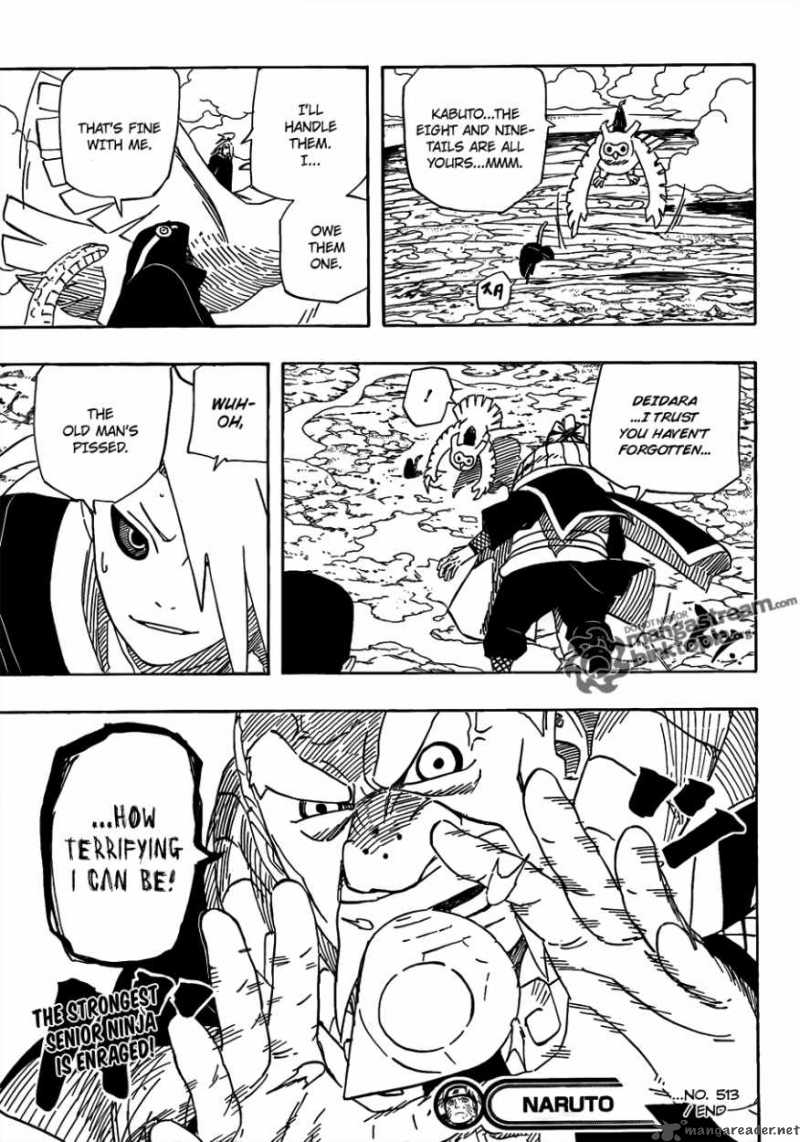 KABUTO...THE
EIGHT AND NINE-
TAILS ARE ALL
YOURS...MMM.
I'LL
HANDLE
THEM.
I...
OWE
THEM
ONE.
THAT'S FINE
WITH ME.
DEIDARA
...I TRUST
YOU HAVEN'T
FORGOTTEN...
!
WUH-
OH,
THE
OLD MAN'S
PISSED.
...HOW
TERRIFYING
I CAN BE!
THE STRONGEST
SENIOR NINJA
IS ENRAGED!
NARUTO
...NO. 513
/ END
mangastream.com
mangareader.net